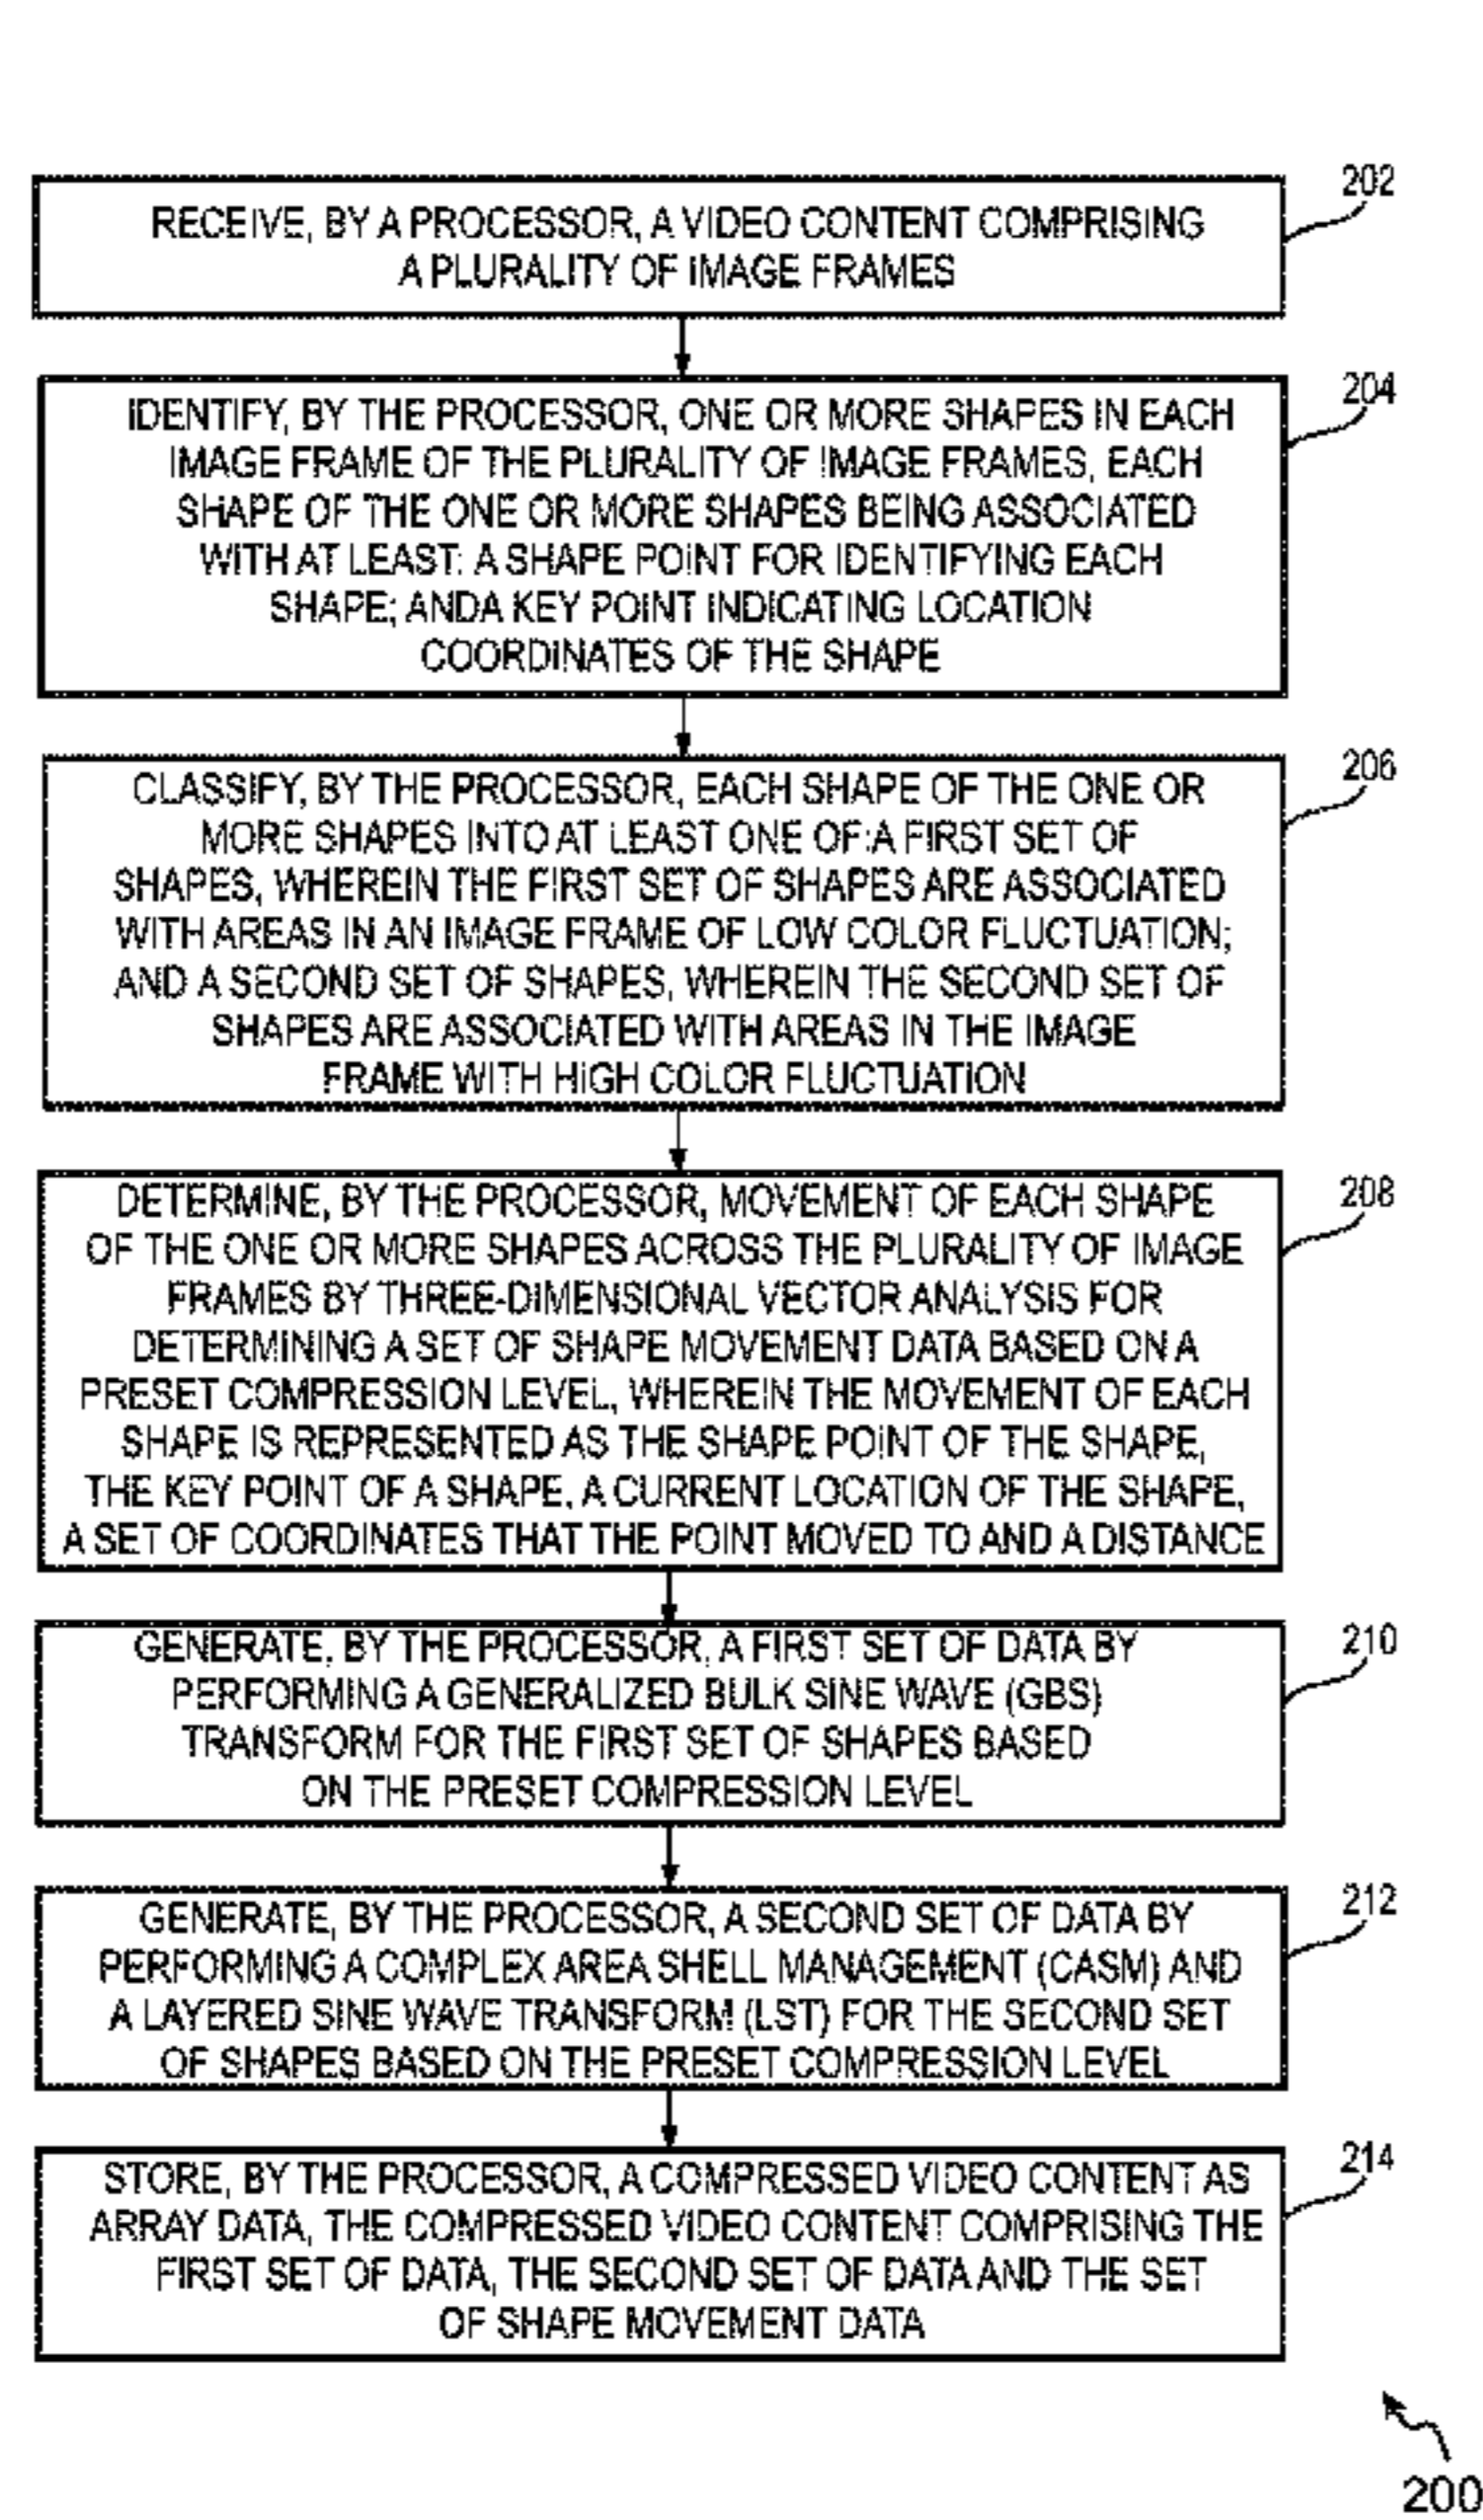 202
RECEIVE, BY A PROCESSOR, A VIDEO CONTENT COMPRISING
A PLURALITY OF IMAGE FRAMES
204
IDENTIFY, BY THE PROCESSOR, ONE OR MORE SHAPES IN EACH
IMAGE FRAME OF THE PLURALITY OF IMAGE FRAMES, EACH
SHAPE OF THE ONE OR MORE SHAPES BEING ASSOCIATED
WITH AT LEAST: A SHAPE POINT FOR IDENTIFYING EACH
SHAPE; ANDA KEY POINT INDICATING LOCATION
COORDINATES OF THE SHAPE
206
CLASSIFY, BY THE PROCESSOR, EACH SHAPE OF THE ONE OR
MORE SHAPES INTO AT LEAST ONE OF:A FIRST SET OF
SHAPES, WHEREIN THE FIRST SET OF SHAPES ARE ASSOCIATED
WITH AREAS IN AN IMAGE FRAME OF LOW COLOR FLUCTUATION;
AND A SECOND SET OF SHAPES, WHEREIN THE SECOND SET OF
SHAPES ARE ASSOCIATED WITH AREAS IN THE IMAGE
FRAME WITH HIGH COLOR FLUCTUATION
208
DETERMINE, BY THE PROCESSOR, MOVEMENT OF EACH SHAPE
OF THE ONE OR MORE SHAPES ACROSS THE PLURALITY OF IMAGE
FRAMES BY THREE-DIMENSIONAL VECTOR ANALYSIS FOR
DETERMINING A SET OF SHAPE MOVEMENT DATA BASED ON A
PRESET COMPRESSION LEVEL, WHEREIN THE MOVEMENT OF EACH
SHAPE IS REPRESENTED AS THE SHAPE POINT OF THE SHAPE,
THE KEY POINT OF A SHAPE, A CURRENT LOCATION OF THE SHAPE,
A SET OF COORDINATES THAT THE POINT MOVED TO AND A DISTANCE
210
GENERATE, BY THE PROCESSOR, A FIRST SET OF DATA BY
PERFORMING A GENERALIZED BULK SINE WAVE (GBS)
TRANSFORM FOR THE FIRST SET OF SHAPES BASED
ON THE PRESET COMPRESSION LEVEL
212
GENERATE, BY THE PROCESSOR, A SECOND SET OF DATA BY
PERFORMING A COMPLEX AREA SHELL MANAGEMENT (CASM) AND
A LAYERED SINE WAVE TRANSFORM (LST) FOR THE SECOND SET
OF SHAPES BASED ON THE PRESET COMPRESSION LEVEL
214
STORE, BY THE PROCESSOR, A COMPRESSED VIDEO CONTENT AS
ARRAY DATA, THE COMPRESSED VIDEO CONTENT COMPRISING THE
FIRST SET OF DATA, THE SECOND SET OF DATA AND THE SET
OF SHAPE MOVEMENT DATA
200